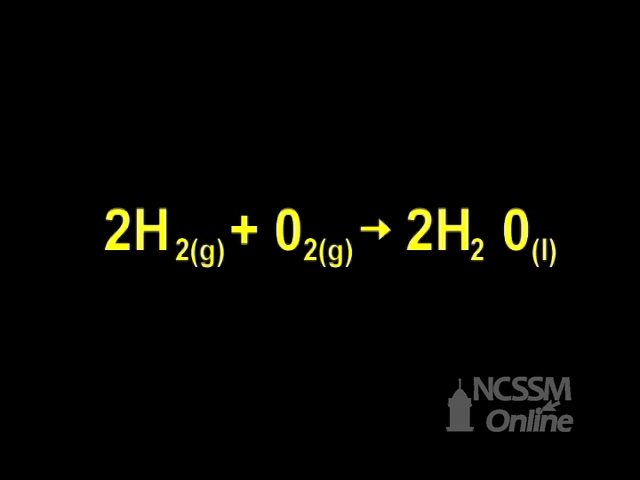 2H₂(g) + 0₂(g) → 2H₂ 0(l)
NCSSM
Online